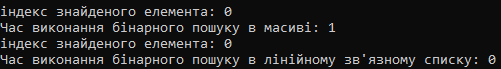 індекс знайденого елемента: 0
Час виконання бінарного пошуку в масиві: 1
індекс знайденого елемента: 0
Час виконання бінарного пошуку в лінійному зв'язному списку: 0